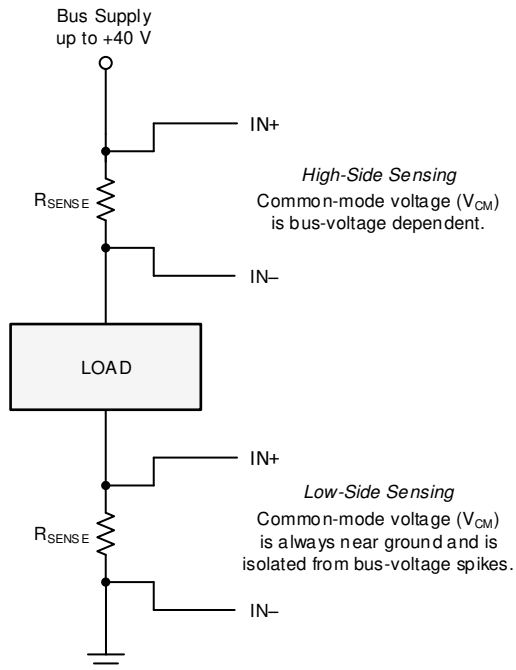 Bus Supply
up to +40 V
IN+
High-Side Sensing
R_SENSE
Common-mode voltage (V_CM)
is bus-voltage dependent.
IN–
LOAD
IN+
Low-Side Sensing
Common-mode voltage (V_CM)
R_SENSE
is always near ground and is
isolated from bus-voltage spikes.
IN–